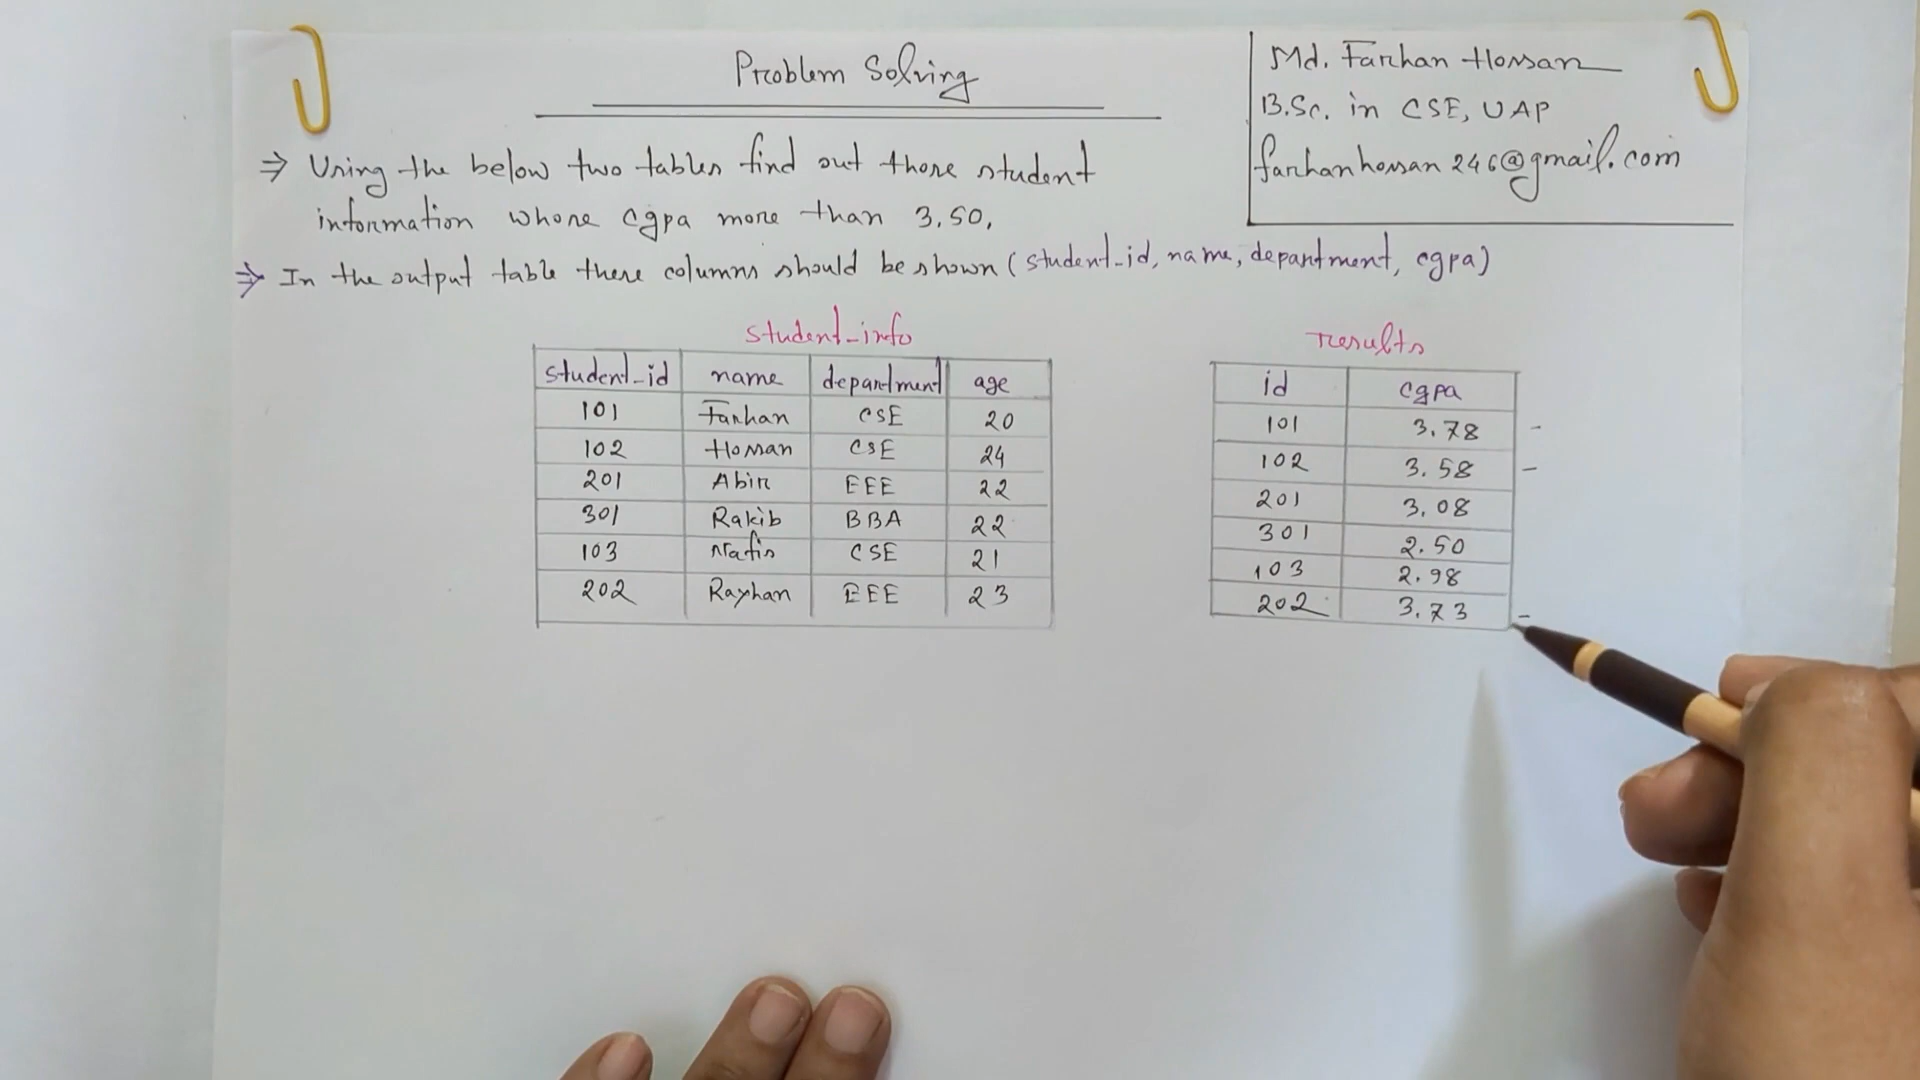 Problem Solving
Md. Farhan Hossan
B.Sc. in CSE, UAP
farhanhossan246@gmail.com
⇒ Using the below two tables find out those student
information whose cgpa more than 3.50.
⇒ In the output table these columns should be shown (student_id, name, department, cgpa)
student_info
student_id name department age
101 Farhan CSE 20
102 Hossan CSE 24
201 Abir EEE 22
301 Rakib BBA 22
103 Nafis CSE 21
202 Rayhan EEE 23
results
id cgpa
101 3.78 -
102 3.58 -
201 3.08
301 2.50
103 2.98
202 3.73 -